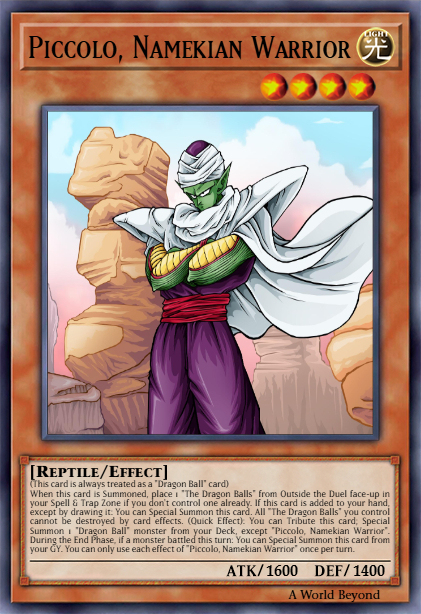 Piccolo, Namekian Warrior
LIGHT
光
[Reptile/Effect]
(This card is always treated as a "Dragon Ball" card)
When this card is Summoned, place 1 "The Dragon Balls" from Outside the Duel face-up in
your Spell & Trap Zone if you don't control one already. If this card is added to your hand,
except by drawing it: You can Special Summon this card. All "The Dragon Balls" you control
cannot be destroyed by card effects. (Quick Effect): You can Tribute this card; Special
Summon 1 "Dragon Ball" monster from your Deck, except "Piccolo, Namekian Warrior".
During the End Phase, if a monster battled this turn: You can Special Summon this card from
your GY. You can only use each effect of "Piccolo, Namekian Warrior" once per turn.
ATK/1600 DEF/1400
A World Beyond